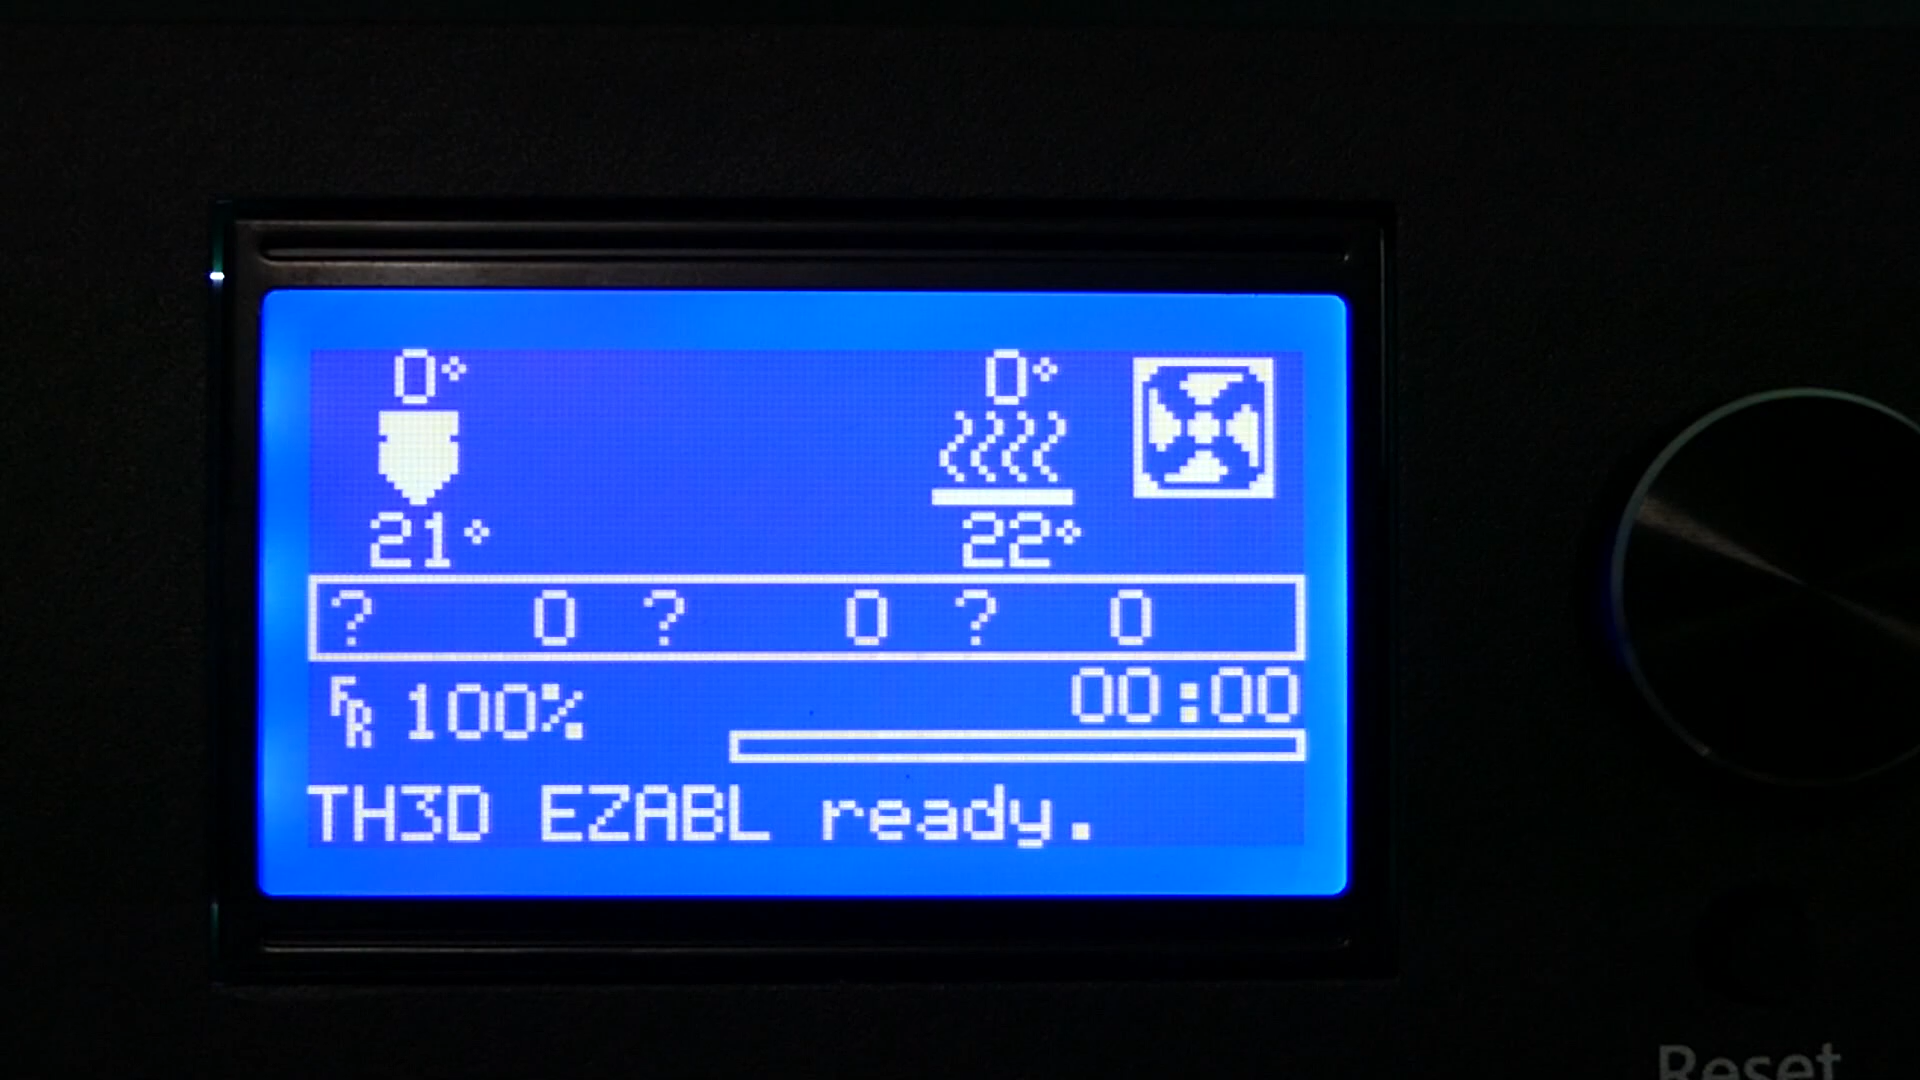 0° 0°
21° 22°
? 0 ? 0 ? 0
FR 100% 00:00
TH3D EZABL ready.
Reset